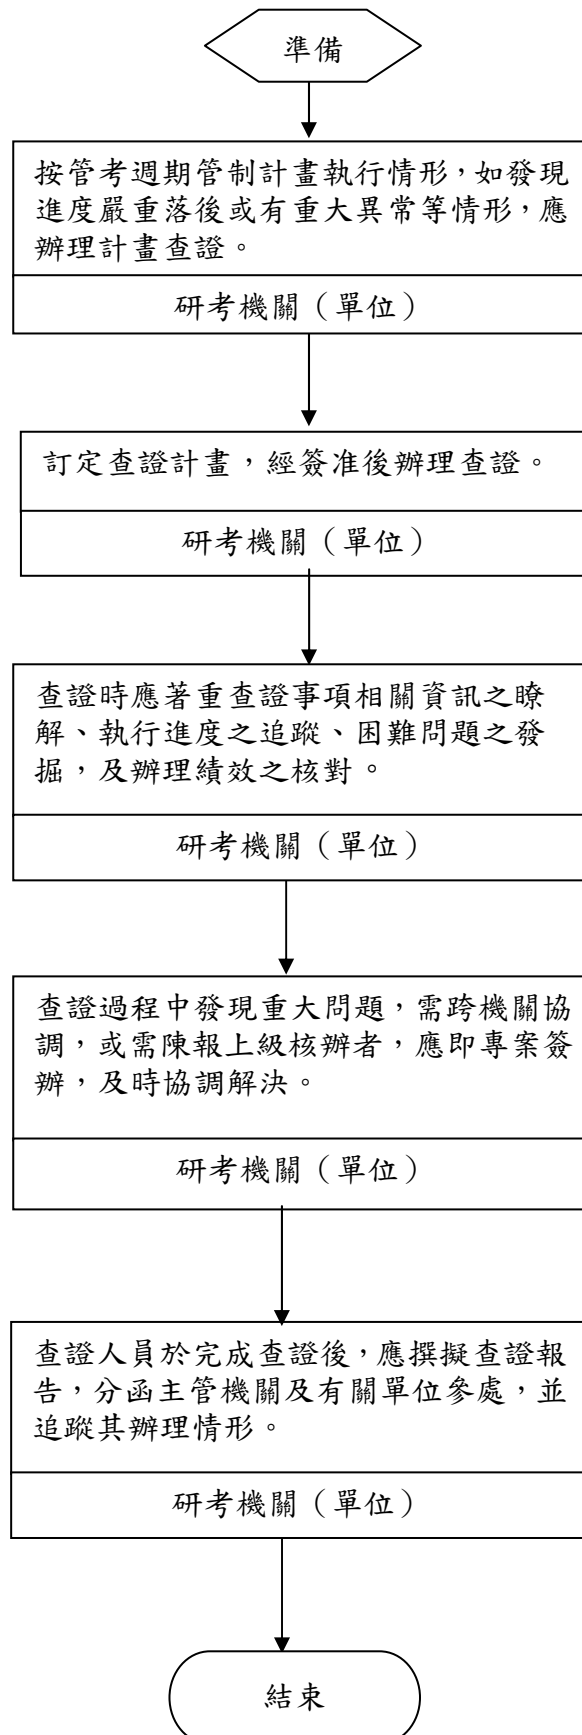 準備
按管考週期管制計畫執行情形，如發現
進度嚴重落後或有重大異常等情形，應
辦理計畫查證。
研考機關（單位）
訂定查證計畫，經簽准後辦理查證。
研考機關（單位）
查證時應著重查證事項相關資訊之瞭
解、執行進度之追蹤、困難問題之發
掘，及辦理績效之核對。
研考機關（單位）
查證過程中發現重大問題，需跨機關協
調，或需陳報上級核辦者，應即專案簽
辦，及時協調解決。
研考機關（單位）
查證人員於完成查證後，應撰擬查證報
告，分函主管機關及有關單位參處，並
追蹤其辦理情形。
研考機關（單位）
結束